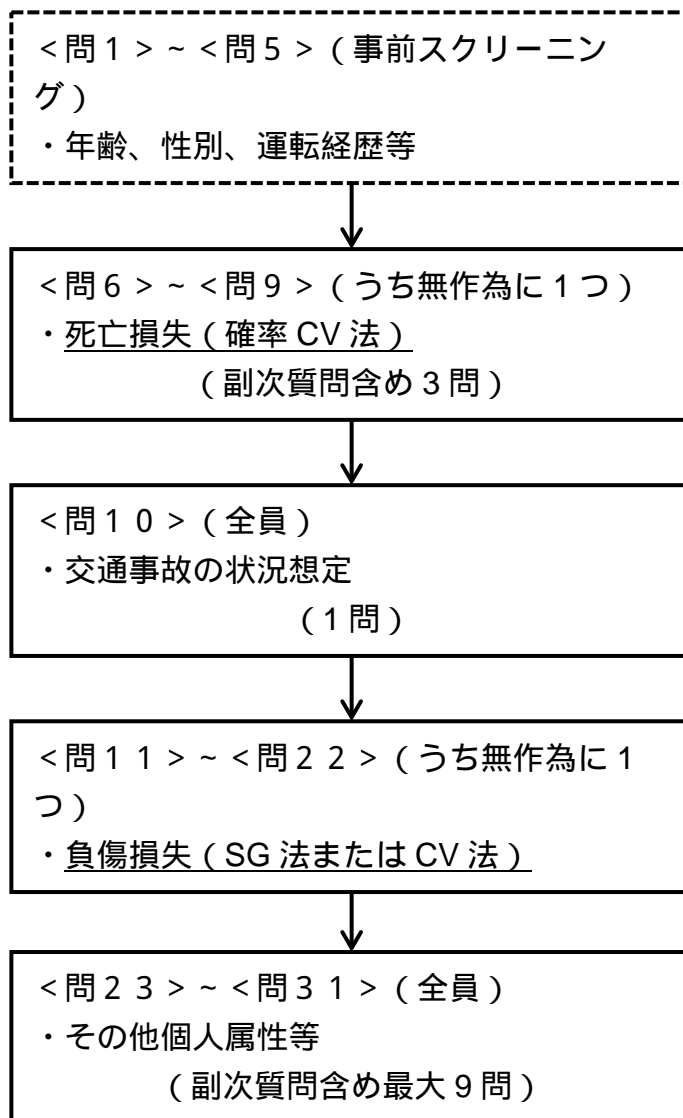 <問１>~<問５>(事前スクリーニン
グ)
・年齢、性別、運転経歴等
<問６>~<問９>(うち無作為に１つ)
・死亡損失(確率 CV 法)
(副次質問含め 3 問)
<問１０>(全員)
・交通事故の状況想定
(1 問)
<問１１>~<問２２>(うち無作為に１
つ)
・負傷損失(SG 法または CV 法)
<問２３>~<問３１>(全員)
・その他個人属性等
(副次質問含め最大 9 問)